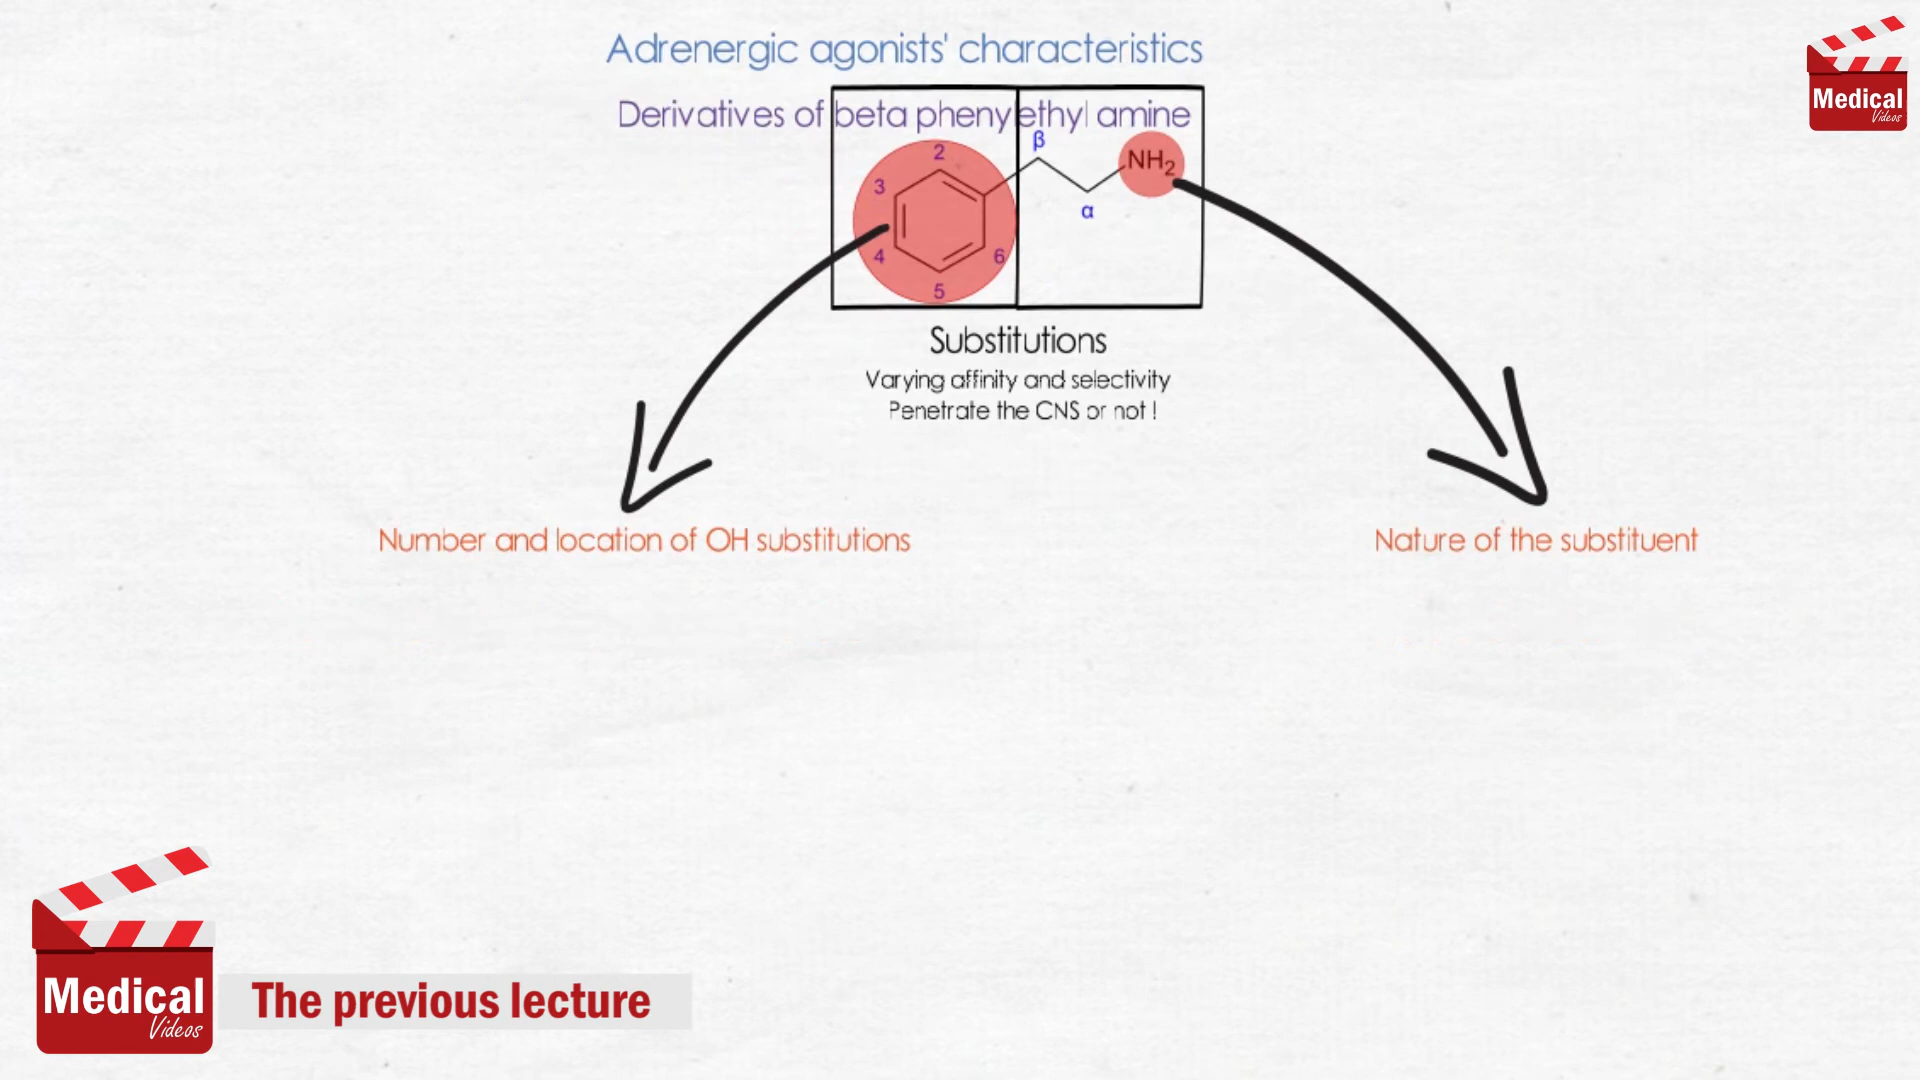 Adrenergic agonists' characteristics
Derivatives of beta phenyl ethyl amine
β
2
NH2
3
α
4
6
5
Substitutions
Varying affinity and selectivity
Penetrate the CNS or not !
Number and location of OH substitutions
Nature of the substituent
Medical
Videos
Medical
Videos
The previous lecture